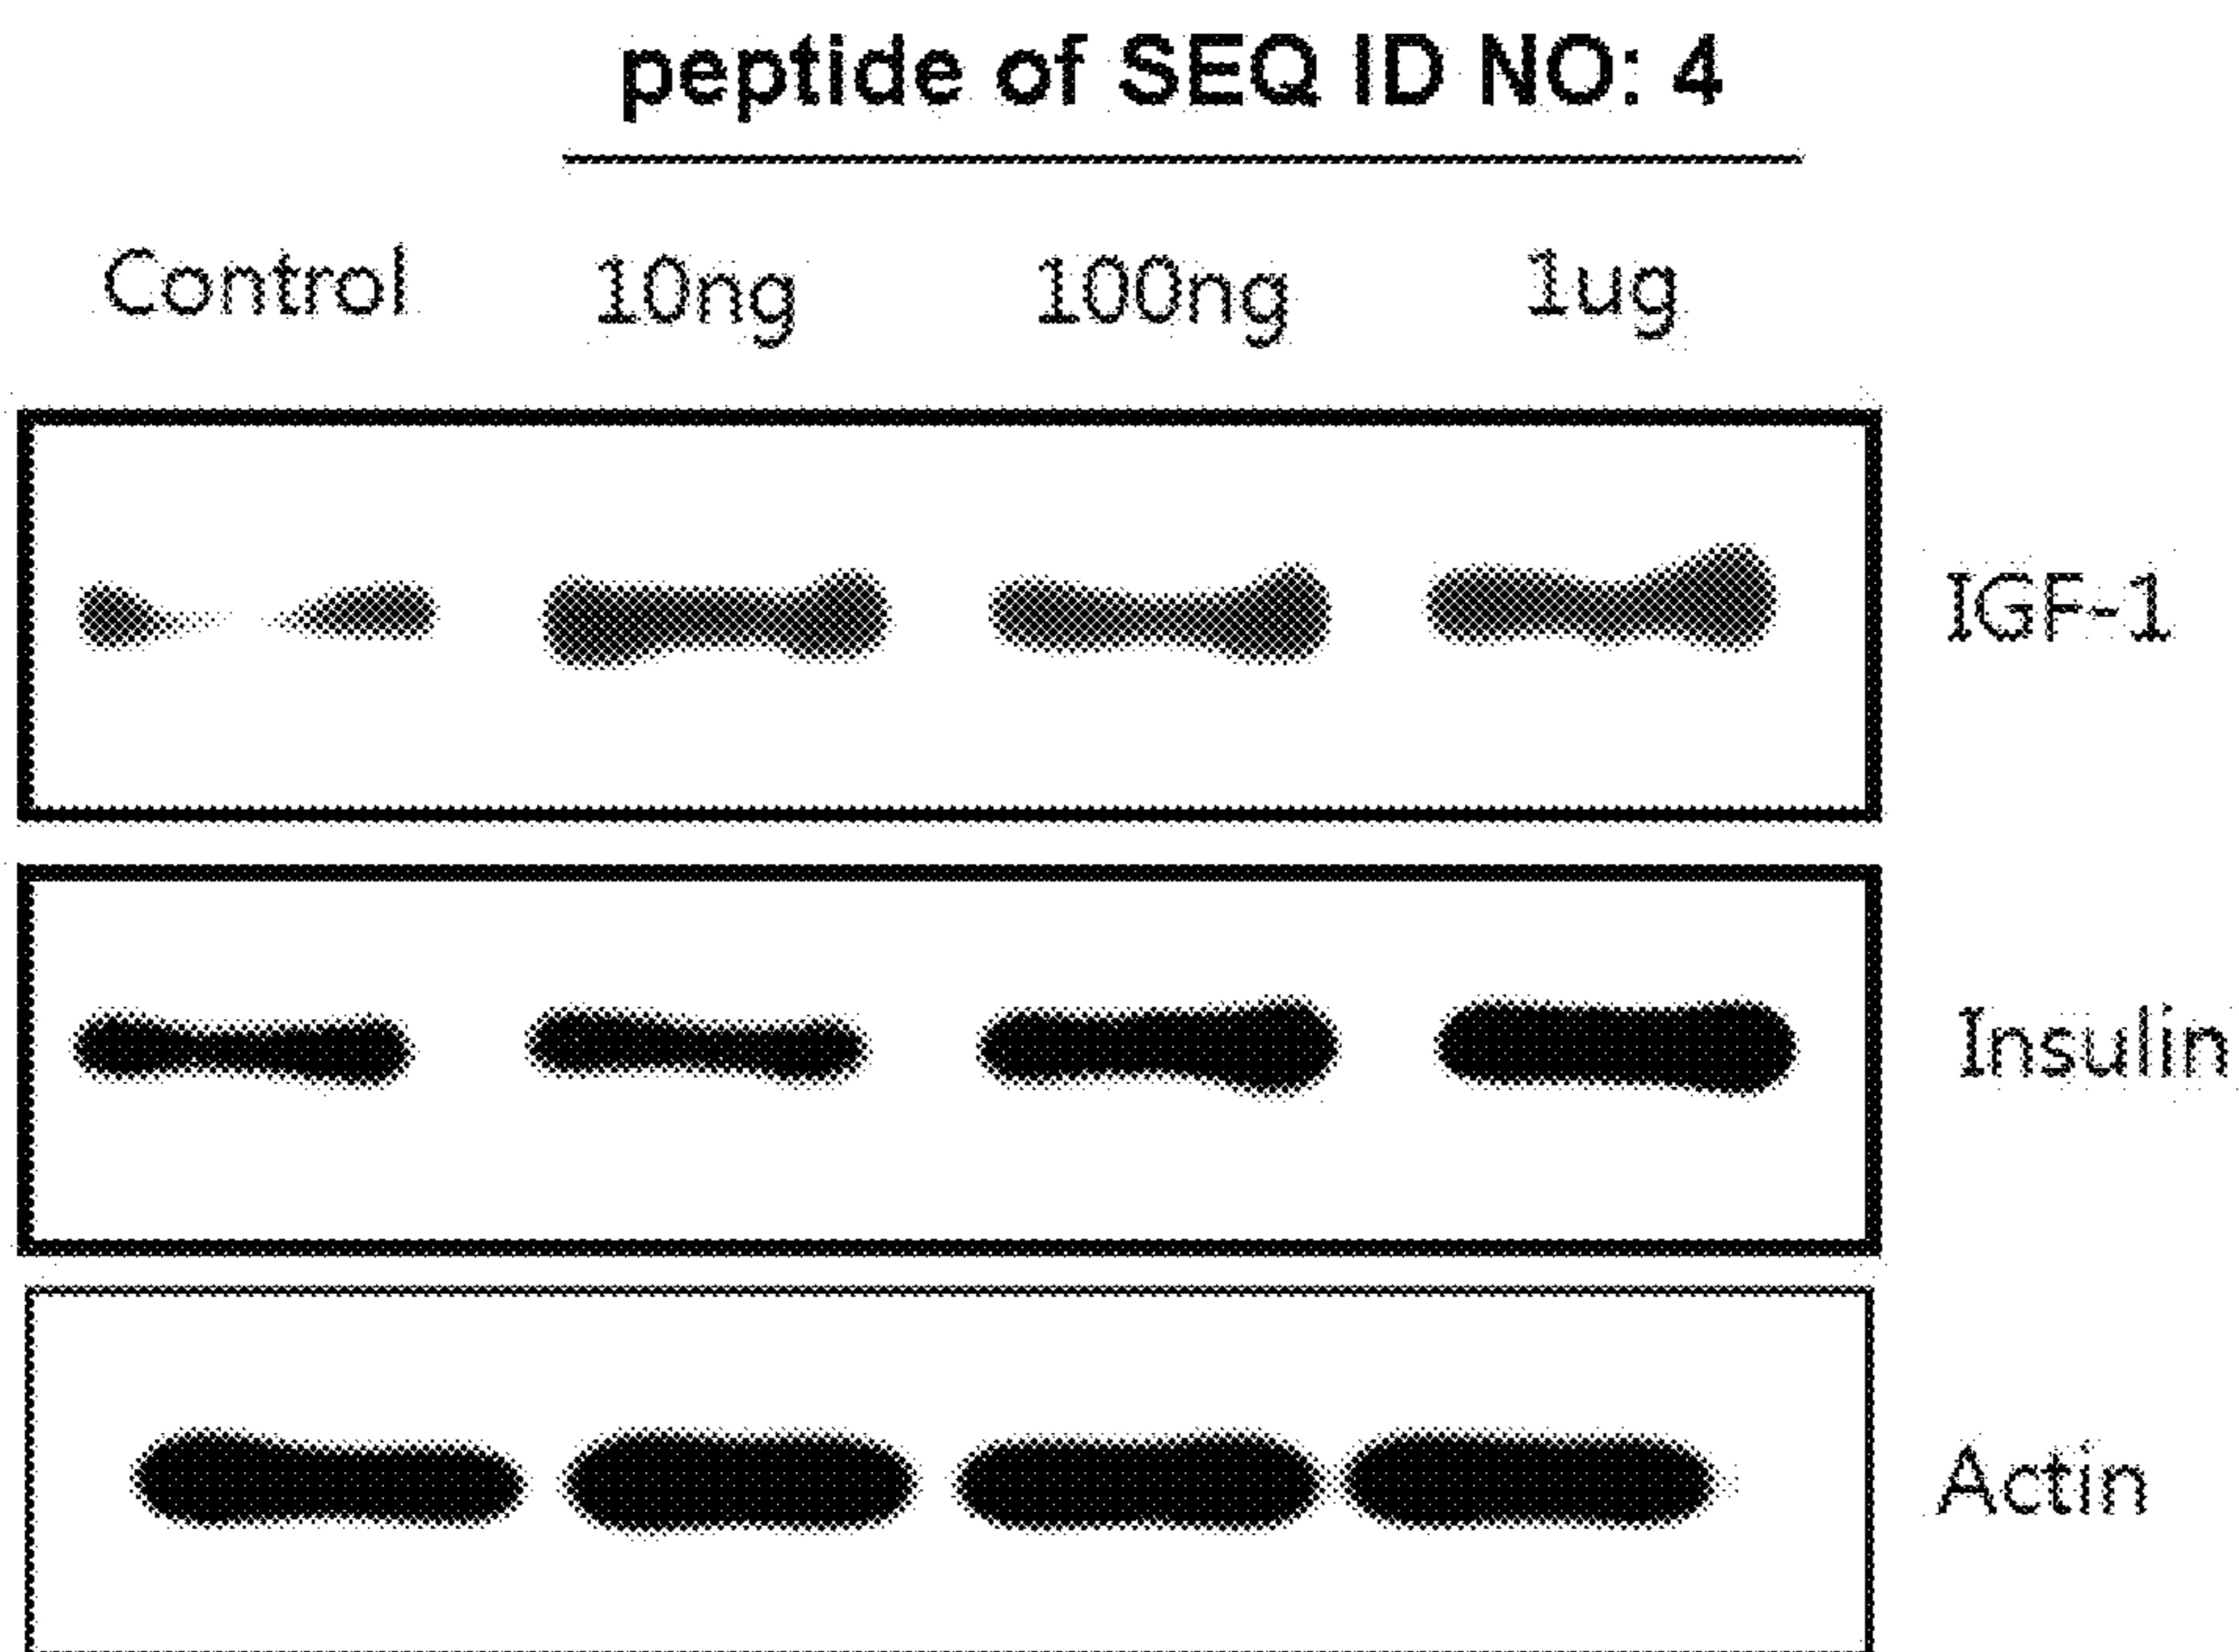 peptide of SEQ ID NO: 4
Control 10ng 100ng 1ug
IGF-1
Insulin
Actin